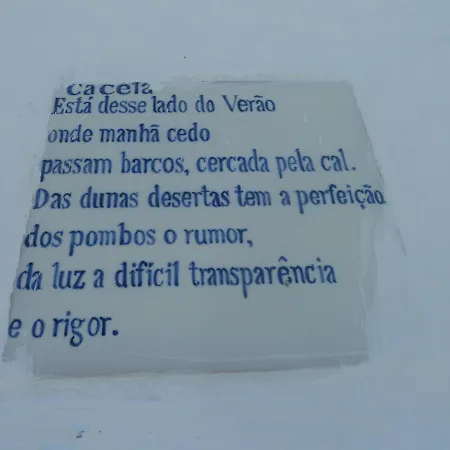 Cacela
Está desse lado do Verão
onde manhã cedo
passam barcos, cercada pela cal.
Das dunas desertas tem a perfeição
dos pombos o rumor,
da luz a difícil transparência
e o rigor.